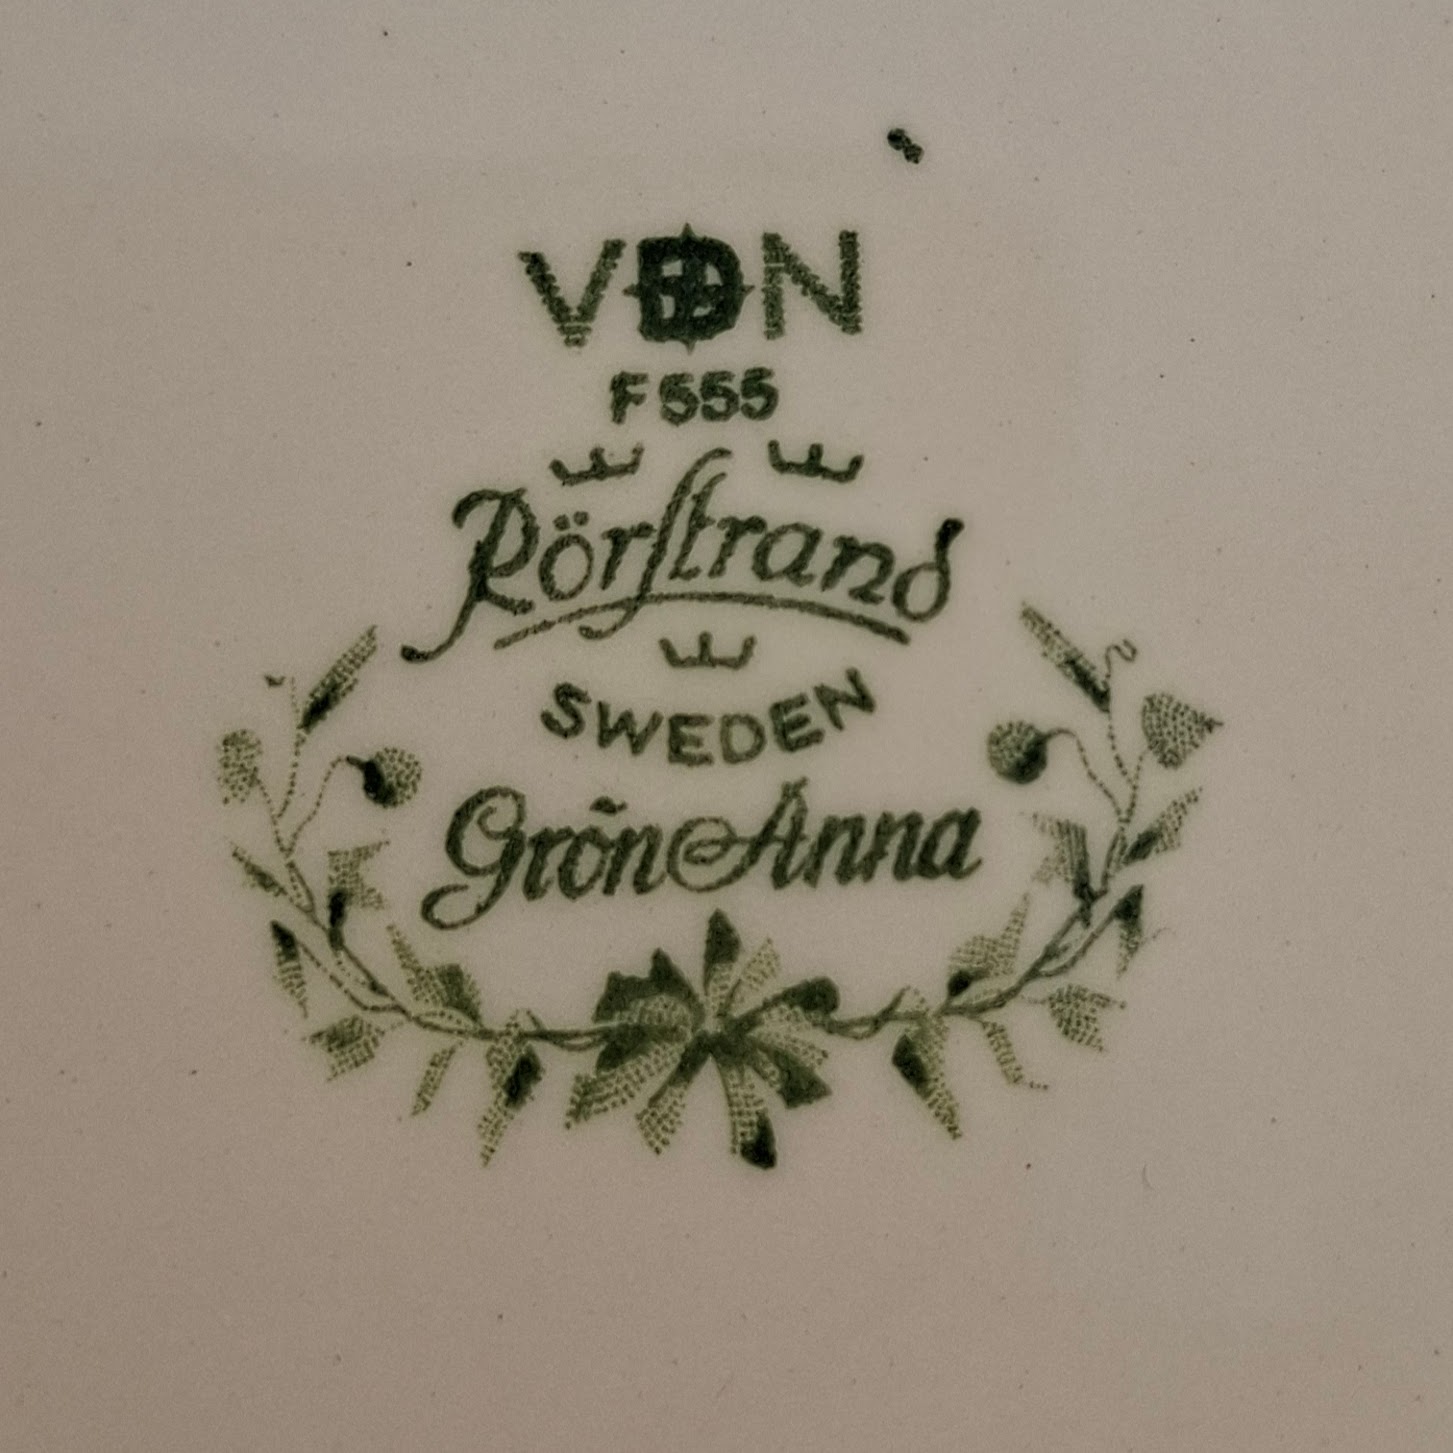 VDN
F555
Rörstrand
SWEDEN
Grön Anna